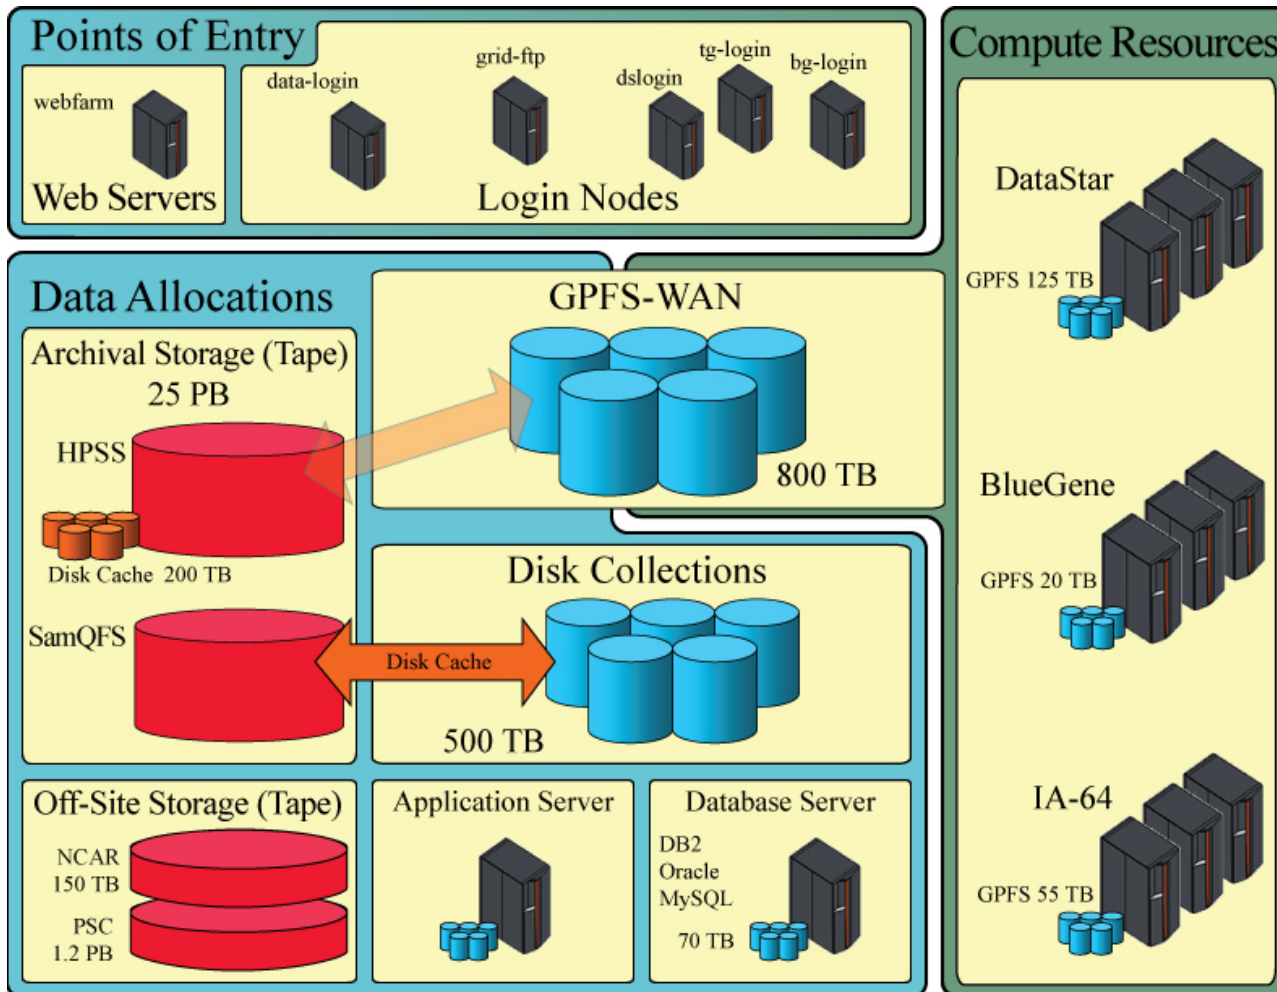 Points of Entry
webfarm
Web Servers
data-login
grid-ftp
dslogin
tg-login
bg-login
Login Nodes
Compute Resources
DataStar
GPFS 125 TB
BlueGene
GPFS 20 TB
IA-64
GPFS 55 TB
Data Allocations
Archival Storage (Tape)
25 PB
HPSS
Disk Cache 200 TB
SamQFS
GPFS-WAN
800 TB
Disk Collections
Disk Cache
500 TB
Off-Site Storage (Tape)
NCAR
150 TB
PSC
1.2 PB
Application Server
Database Server
DB2
Oracle
MySQL
70 TB